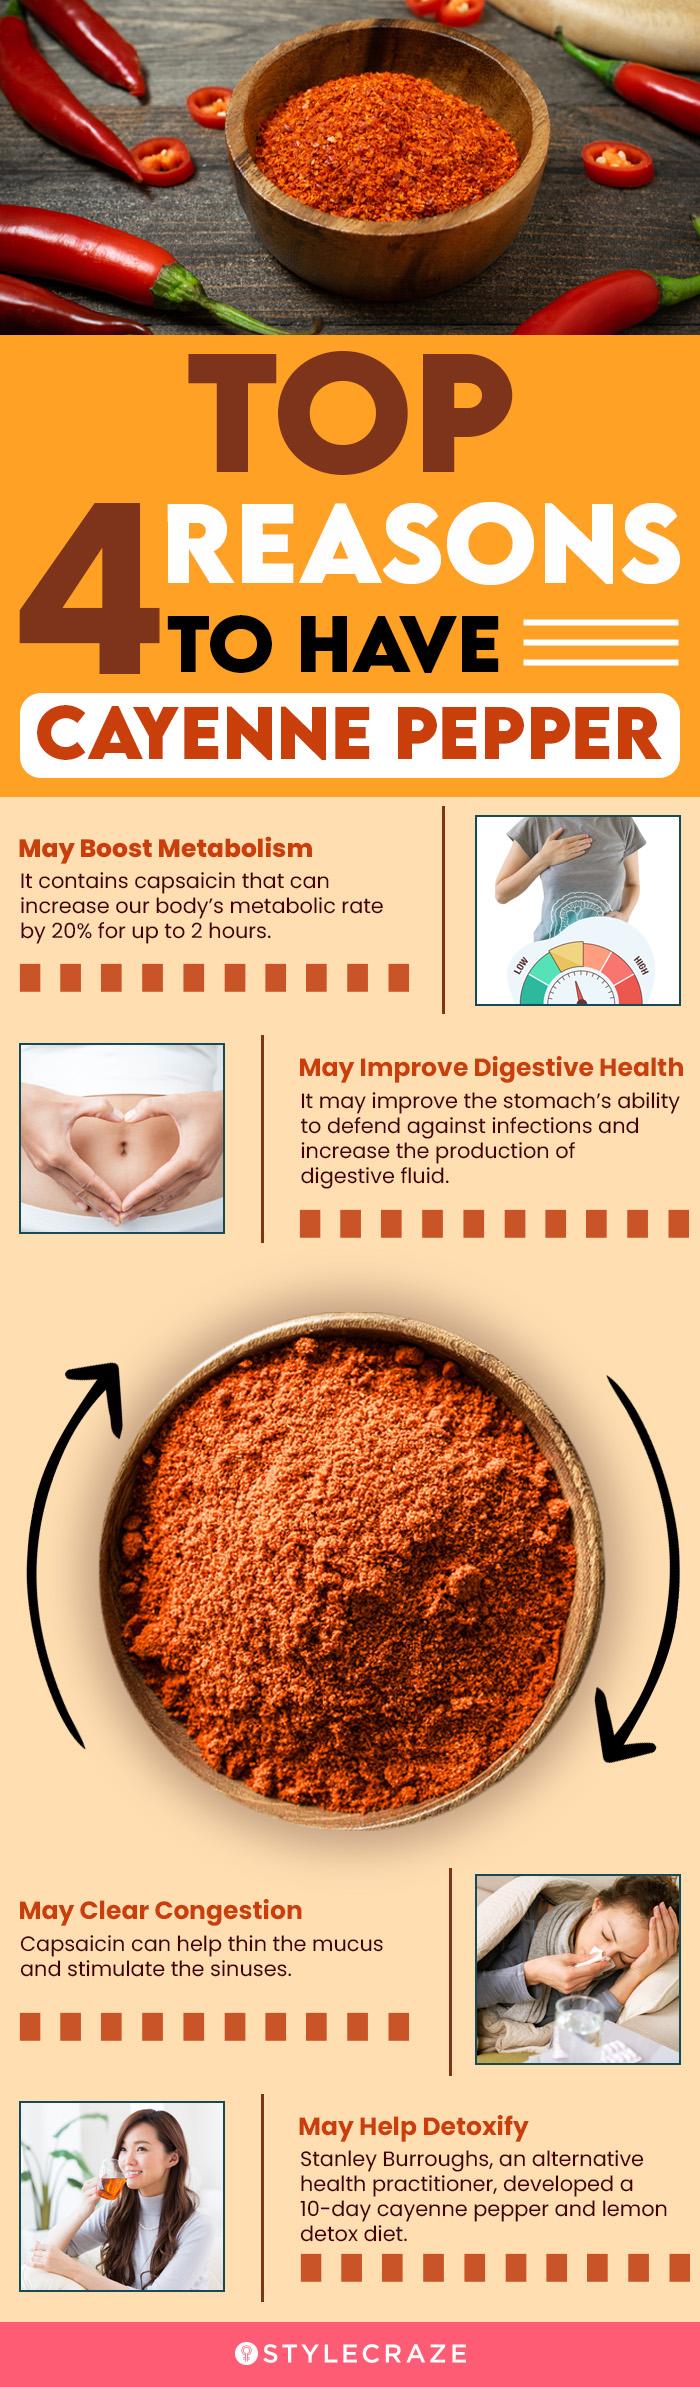 TOP
4 REASONS
TO HAVE
CAYENNE PEPPER
May Boost Metabolism
It contains capsaicin that can
increase our body's metabolic rate
by 20% for up to 2 hours.
LOW
HIGH
May Improve Digestive Health
It may improve the stomach's ability
to defend against infections and
increase the production of
digestive fluid.
May Clear Congestion
Capsaicin can help thin the mucus
and stimulate the sinuses.
May Help Detoxify
Stanley Burroughs, an alternative
health practitioner, developed a
10-day cayenne pepper and lemon
detox diet.
STYLECRAZE